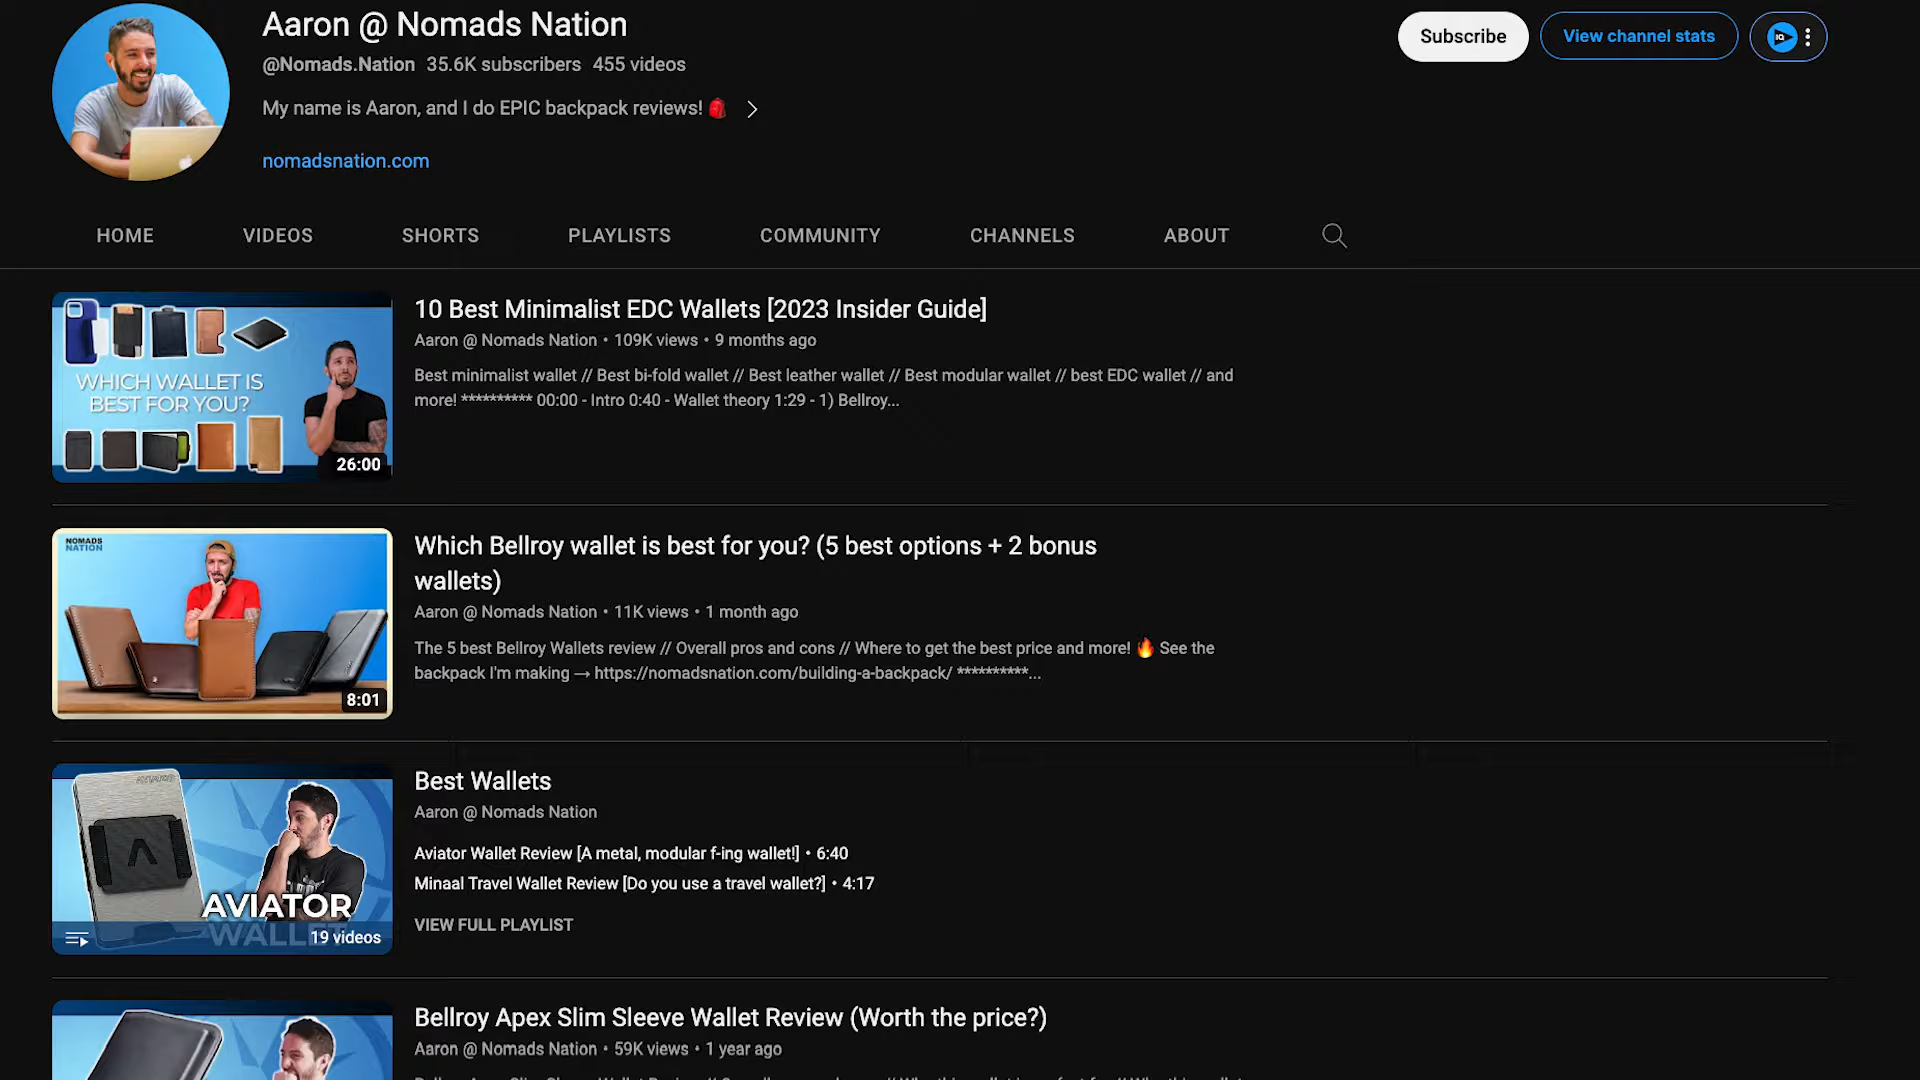 Aaron @ Nomads Nation
@Nomads.Nation 35.6K subscribers 455 videos
Subscribe
View channel stats
My name is Aaron, and I do EPIC backpack reviews! 🎒
nomadsnation.com
HOME VIDEOS SHORTS PLAYLISTS COMMUNITY CHANNELS ABOUT
WHICH WALLET IS
BEST FOR YOU?
26:00
10 Best Minimalist EDC Wallets [2023 Insider Guide]
Aaron @ Nomads Nation • 109K views • 9 months ago
Best minimalist wallet // Best bi-fold wallet // Best leather wallet // Best modular wallet // best EDC wallet // and
more! ********** 00:00 - Intro 0:40 - Wallet theory 1:29 - 1) Bellroy...
NOMADS
NATION
8:01
Which Bellroy wallet is best for you? (5 best options + 2 bonus
wallets)
Aaron @ Nomads Nation • 11K views • 1 month ago
The 5 best Bellroy Wallets review // Overall pros and cons // Where to get the best price and more! 🔥 See the
backpack I'm making → https://nomadsnation.com/building-a-backpack/ **********...
AVIATOR
WALLET
19 videos
Best Wallets
Aaron @ Nomads Nation
Aviator Wallet Review [A metal, modular f-ing wallet!] • 6:40
Minaal Travel Wallet Review [Do you use a travel wallet?] • 4:17
VIEW FULL PLAYLIST
Bellroy Apex Slim Sleeve Wallet Review (Worth the price?)
Aaron @ Nomads Nation • 59K views • 1 year ago